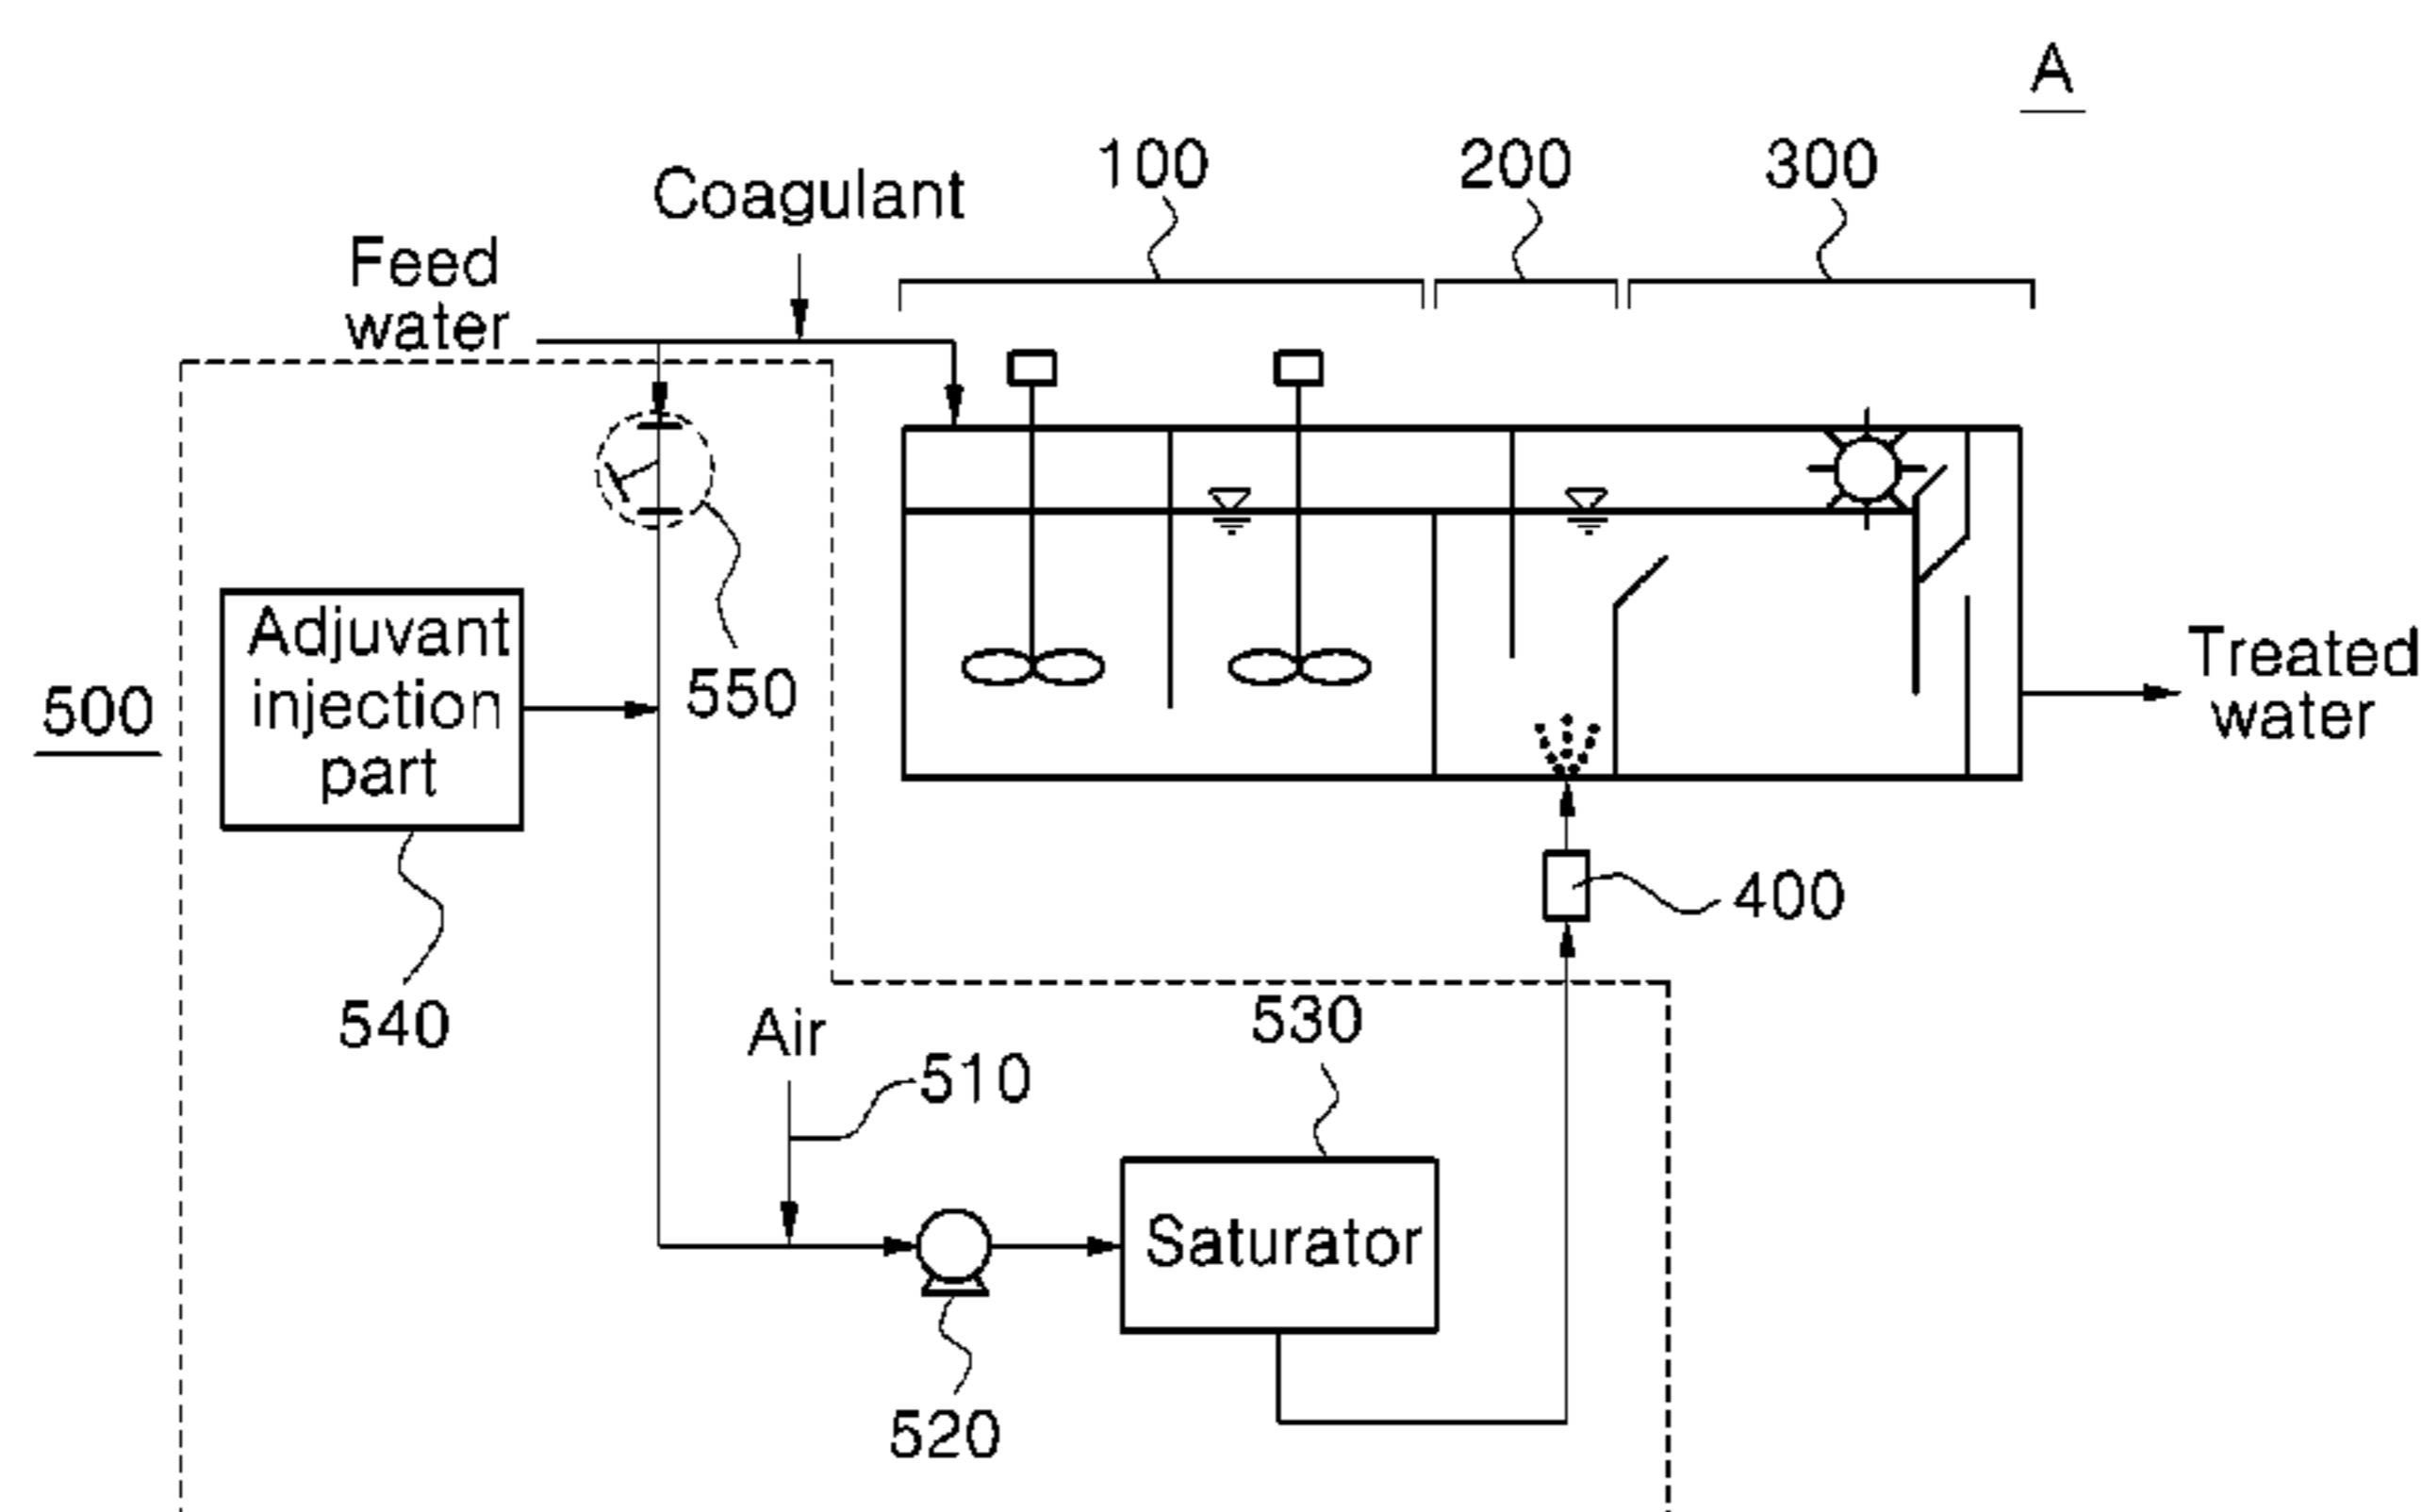 A
100
200
300
Coagulant
Feed
water
Adjuvant
injection
part
500
550
Treated
water
400
540
Air
510
530
Saturator
520